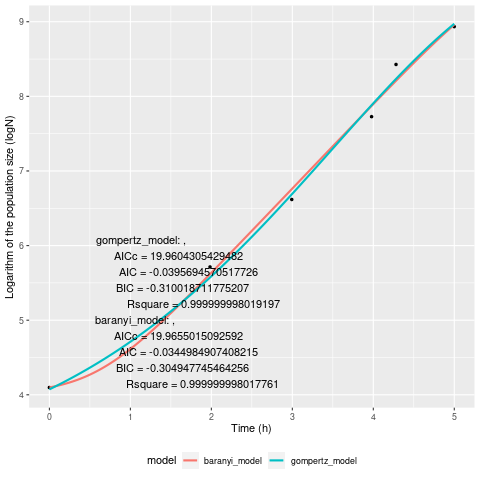 9
8
7
6
5
4
Logarithm of the population size (logN)
gompertz_model: ,
AICc = 19.9604305429482
AIC = -0.0395694570517726
BIC = -0.310018711775207
Rsquare = 0.999999998019197
baranyi_model: ,
AICc = 19.9655015092592
AIC = -0.0344984907408215
BIC = -0.304947745464256
Rsquare = 0.999999998017761
0 1 2 3 4 5
Time (h)
model baranyi_model gompertz_model